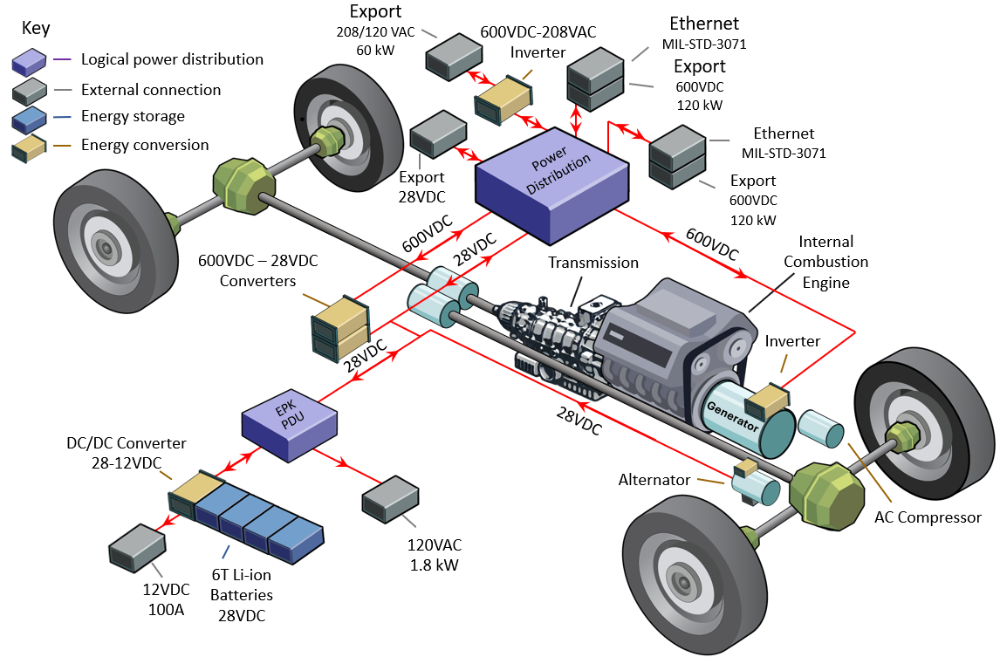 Key
Logical power distribution
External connection
Energy storage
Energy conversion
Export
208/120 VAC
60 kW
600VDC-208VAC
Inverter
Ethernet
MIL-STD-3071
Export
600VDC
120 kW
Ethernet
MIL-STD-3071
Export
600VDC
120 kW
Export
28VDC
Power
Distribution
600VDC
28VDC
600VDC
600VDC – 28VDC
Converters
Transmission
Internal
Combustion
Engine
Inverter
28VDC
Generator
28VDC
EPK
PDU
DC/DC Converter
28-12VDC
Alternator
AC Compressor
120VAC
1.8 kW
12VDC
100A
6T Li-ion
Batteries
28VDC